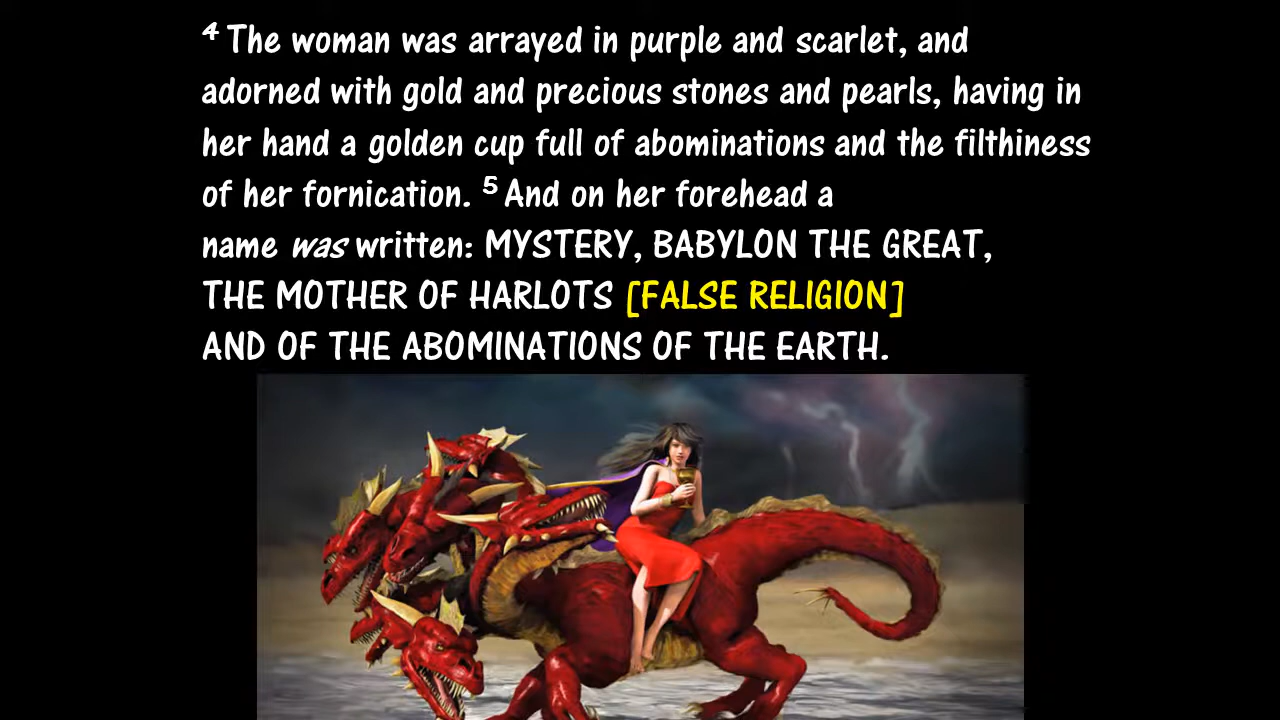 4 The woman was arrayed in purple and scarlet, and
adorned with gold and precious stones and pearls, having in
her hand a golden cup full of abominations and the filthiness
of her fornication. 5 And on her forehead a
name was written: MYSTERY, BABYLON THE GREAT,
THE MOTHER OF HARLOTS [FALSE RELIGION]
AND OF THE ABOMINATIONS OF THE EARTH.